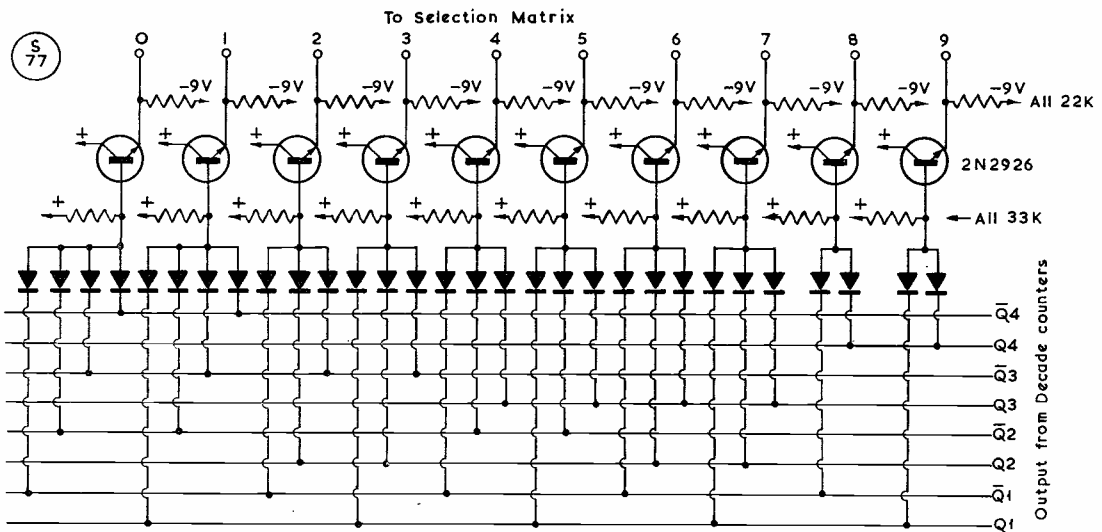 To Selection Matrix
S
77
0 1 2 3 4 5 6 7 8 9
-9V -9V -9V -9V -9V -9V -9V -9V -9V -9V
All 22K
+ + + + + + + + + +
2N2926
+ + + + + + + + + +
All 33K
Q̅4
Q4
Q̅3
Q3
Q̅2
Q2
Q̅1
Q1
Output from Decade counters